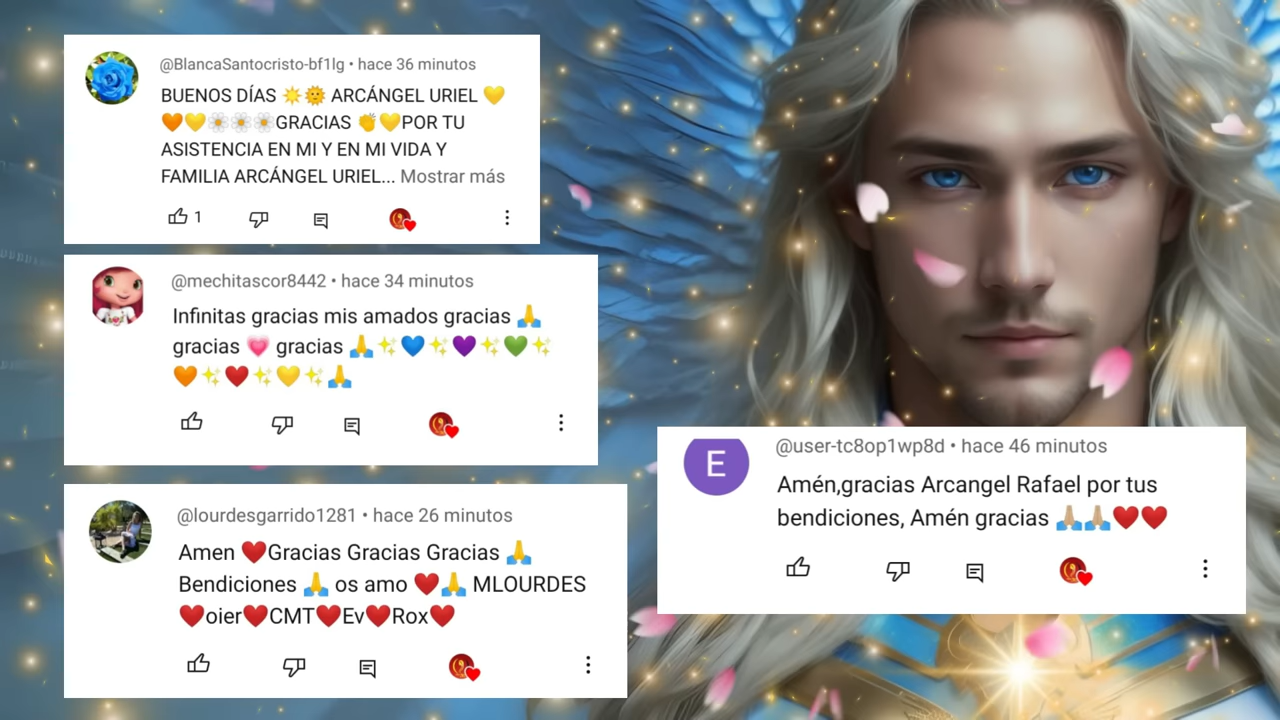 @BlancaSantocristo-bf1lg • hace 36 minutos
BUENOS DÍAS ☀️🌞 ARCÁNGEL URIEL 💛
🧡💛🌼🌼🌼GRACIAS 👏💛POR TU
ASISTENCIA EN MI Y EN MI VIDA Y
FAMILIA ARCÁNGEL URIEL... Mostrar más
1
@mechitascor8442 • hace 34 minutos
Infinitas gracias mis amados gracias 🙏
gracias 💗 gracias 🙏✨💙✨💜✨💚✨
🧡✨❤️✨💛✨🙏
@lourdesgarrido1281 • hace 26 minutos
Amen ❤️Gracias Gracias Gracias 🙏
Bendiciones 🙏 os amo ❤️🙏 MLOURDES
❤️oier❤️CMT❤️Ev❤️Rox❤️
E
@user-tc8op1wp8d • hace 46 minutos
Amén,gracias Arcangel Rafael por tus
bendiciones, Amén gracias 🙏🏼🙏🏼❤️❤️